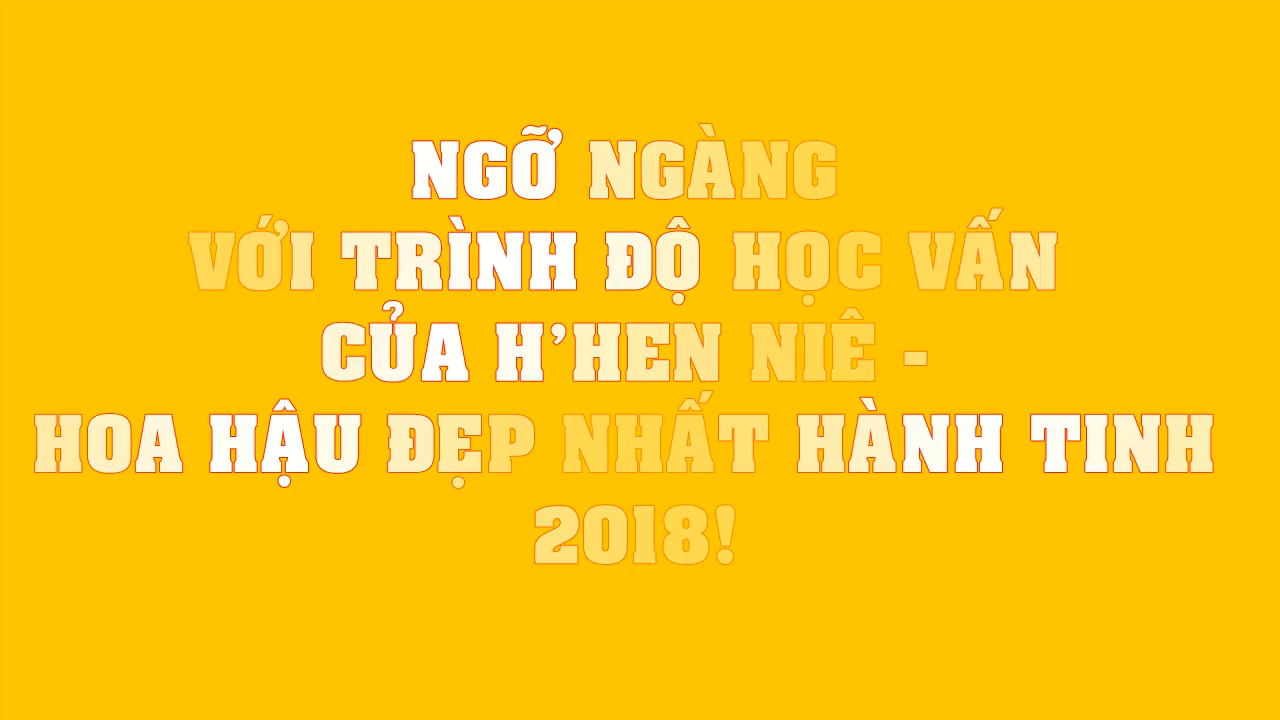 NGỠ NGÀNG
VỚI TRÌNH ĐỘ HỌC VẤN
CỦA H’HEN NIÊ -
HOA HẬU ĐẸP NHẤT HÀNH TINH
2018!